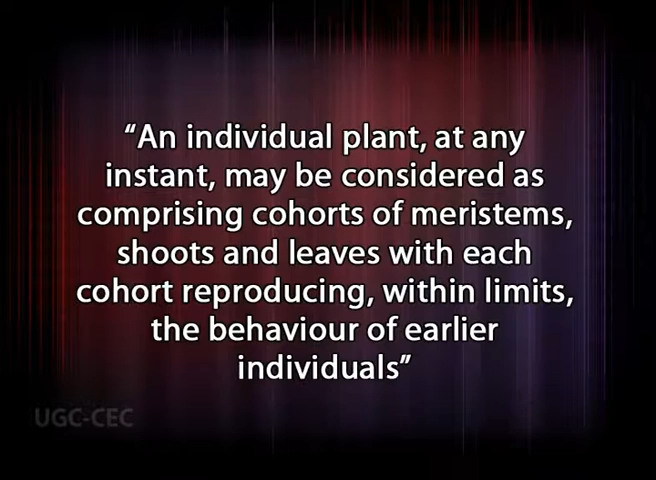 “An individual plant, at any
instant, may be considered as
comprising cohorts of meristems,
shoots and leaves with each
cohort reproducing, within limits,
the behaviour of earlier
individuals”
UGC-CEC